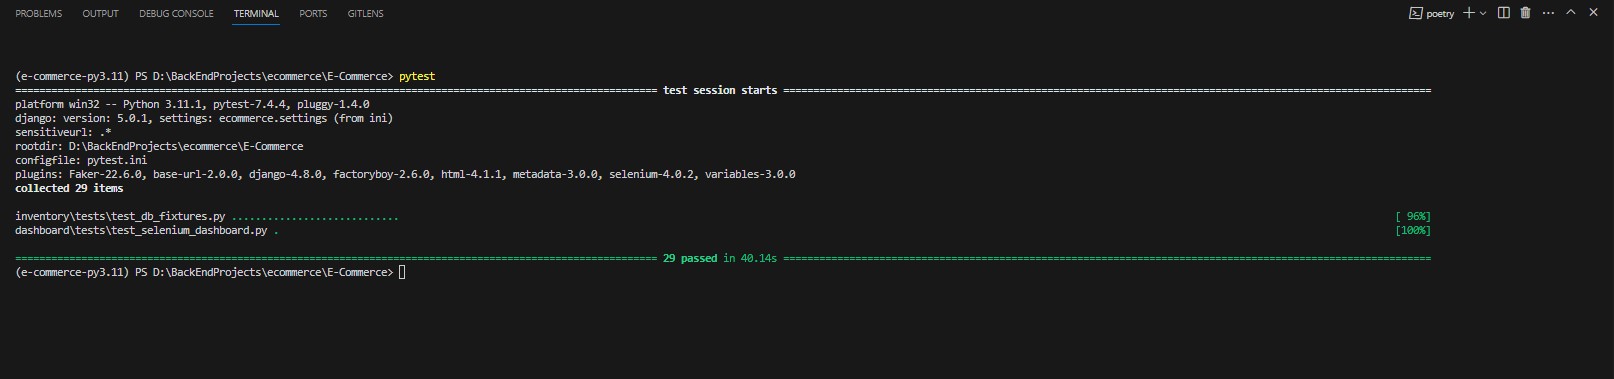 PROBLEMS OUTPUT DEBUG CONSOLE TERMINAL PORTS GITLENS poetry
(e-commerce-py3.11) PS D:\BackEndProjects\ecommerce\E-Commerce> pytest
================ test session starts ================
platform win32 -- Python 3.11.1, pytest-7.4.4, pluggy-1.4.0
django: version: 5.0.1, settings: ecommerce.settings (from ini)
sensitiveurl: .*
rootdir: D:\BackEndProjects\ecommerce\E-Commerce
configfile: pytest.ini
plugins: Faker-22.6.0, base-url-2.0.0, django-4.8.0, factoryboy-2.6.0, html-4.1.1, metadata-3.0.0, selenium-4.0.2, variables-3.0.0
collected 29 items
inventory\tests\test_db_fixtures.py ............................ [ 96%]
dashboard\tests\test_selenium_dashboard.py . [100%]
================ 29 passed in 40.14s ================
(e-commerce-py3.11) PS D:\BackEndProjects\ecommerce\E-Commerce>